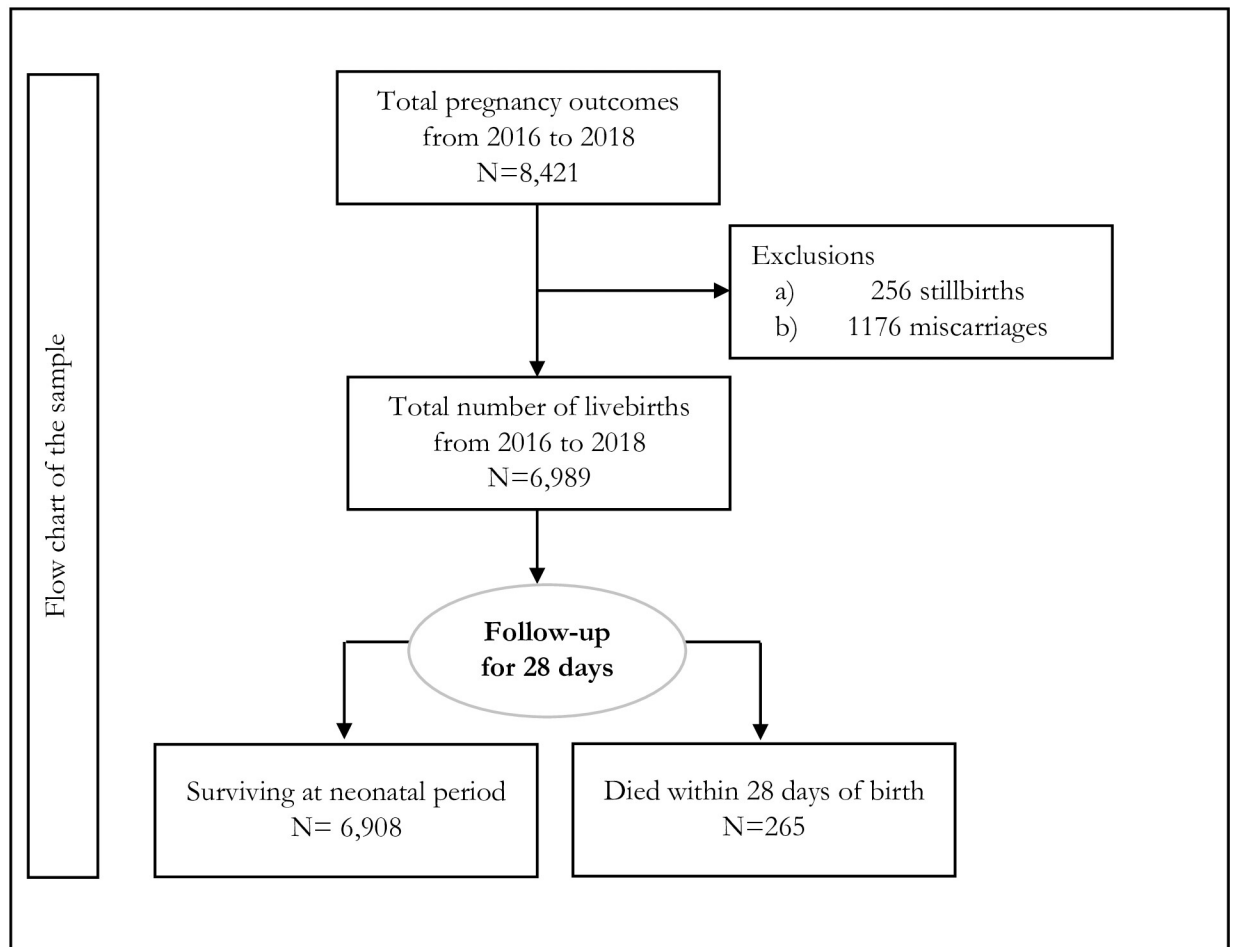 Flow chart of the sample
Total pregnancy outcomes
from 2016 to 2018
N=8,421
Exclusions
a) 256 stillbirths
b) 1176 miscarriages
Total number of livebirths
from 2016 to 2018
N=6,989
Follow-up
for 28 days
Surviving at neonatal period
N= 6,908
Died within 28 days of birth
N=265